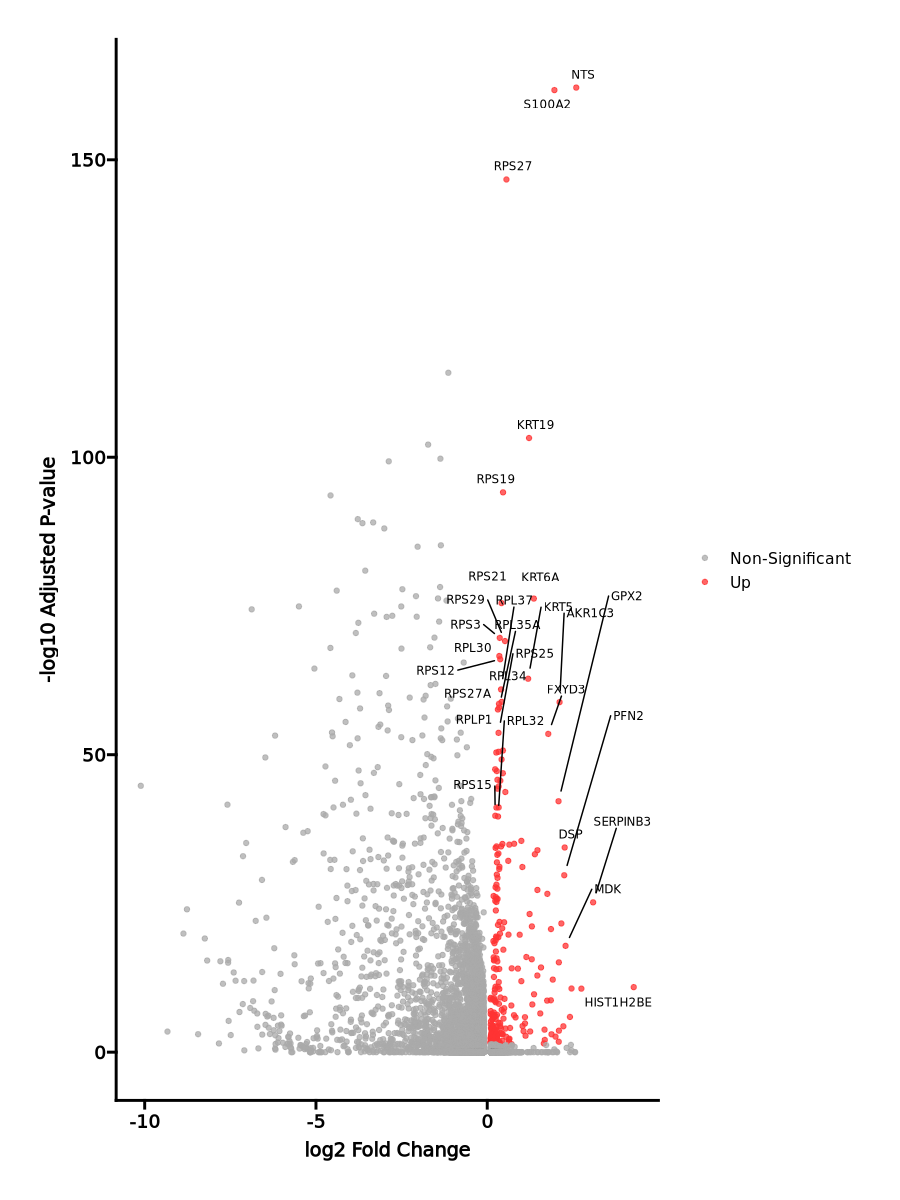 NTS
S100A2
150
RPS27
KRT19
-log10 Adjusted P-value
100
RPS19
Non-Significant
Up
RPS21
KRT6A
GPX2
RPS29
RPL37
KRT5
AKR1C3
RPS3
RPL35A
RPL30
RPS25
RPS12
RPL34
RPS27A
FXYD3
RPLP1
RPL32
PFN2
50
RPS15
SERPINB3
DSP
MDK
HIST1H2BE
0
-10
-5
0
log2 Fold Change